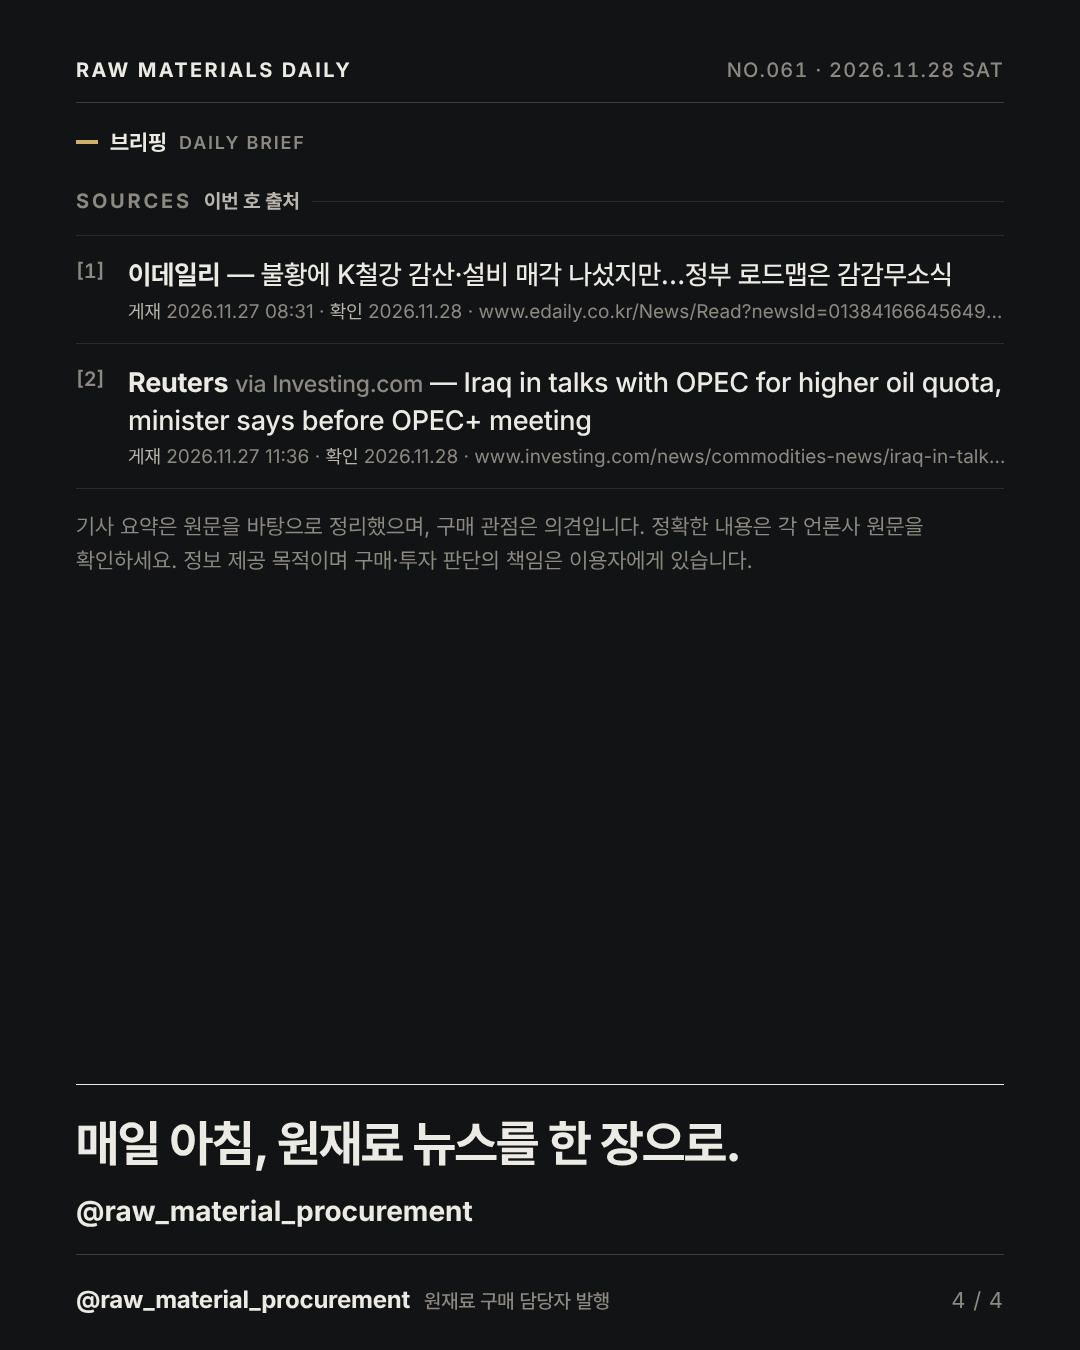 RAW MATERIALS DAILY
NO.061 · 2026.11.28 SAT
브리핑 DAILY BRIEF
SOURCES 이번 호 출처
[1] 이데일리 — 불황에 K철강 감산·설비 매각 나섰지만…정부 로드맵은 감감무소식
게재 2026.11.27 08:31 · 확인 2026.11.28 · www.edaily.co.kr/News/Read?newsId=01384166645649…
[2] Reuters via Investing.com — Iraq in talks with OPEC for higher oil quota,
minister says before OPEC+ meeting
게재 2026.11.27 11:36 · 확인 2026.11.28 · www.investing.com/news/commodities-news/iraq-in-talk…
기사 요약은 원문을 바탕으로 정리했으며, 구매 관점은 의견입니다. 정확한 내용은 각 언론사 원문을
확인하세요. 정보 제공 목적이며 구매·투자 판단의 책임은 이용자에게 있습니다.
매일 아침, 원재료 뉴스를 한 장으로.
@raw_material_procurement
@raw_material_procurement 원재료 구매 담당자 발행
4 / 4